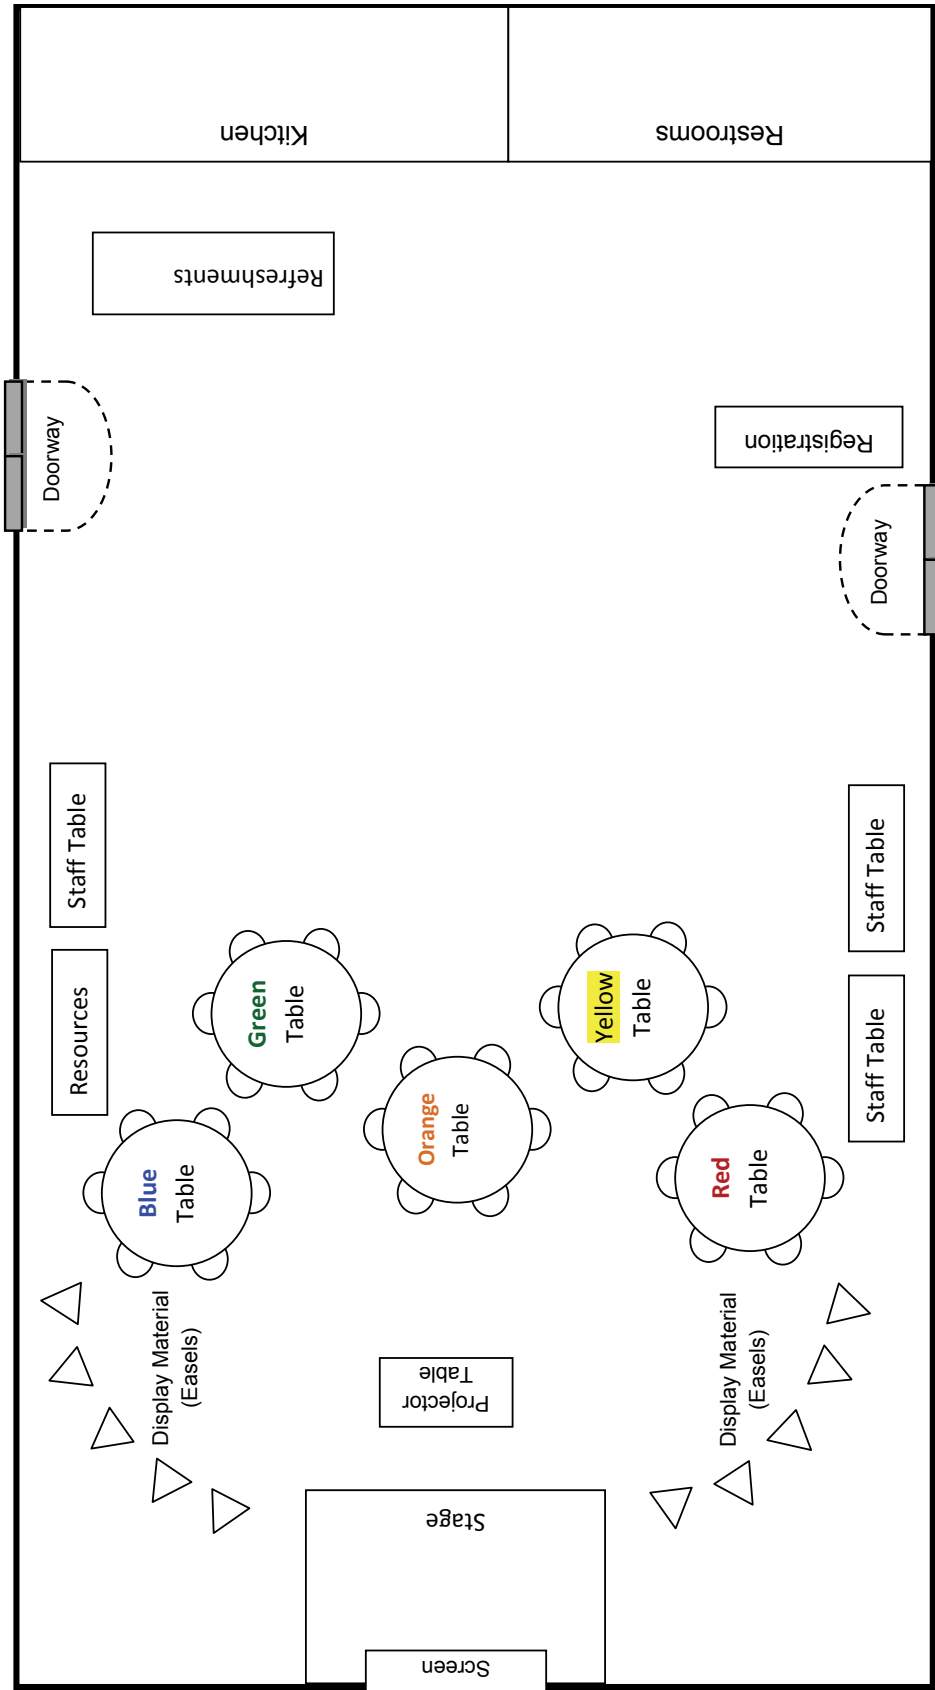 Kitchen
Restrooms
Refreshments
Doorway
Registration
Doorway
Staff Table
Staff Table
Resources
Green
Table
Yellow
Table
Staff Table
Orange
Table
Blue
Table
Red
Table
Display Material
(Easels)
Display Material
(Easels)
Projector
Table
Stage
Screen